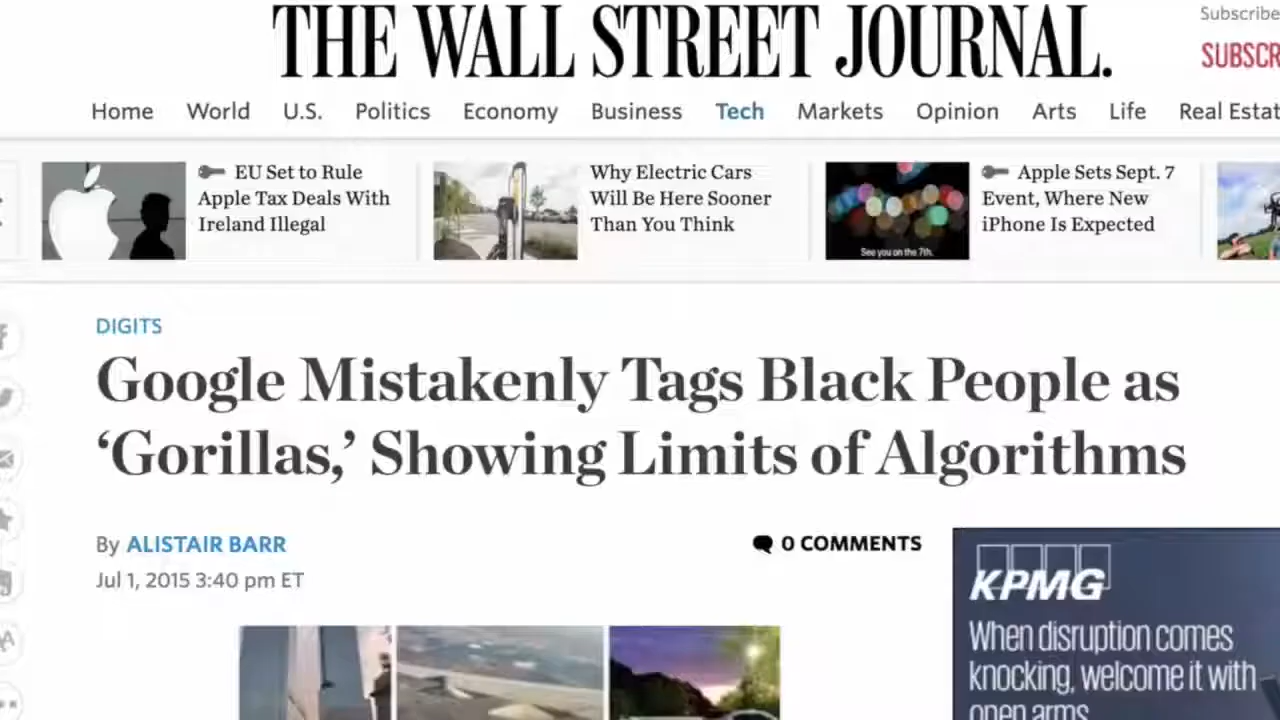 THE WALL STREET JOURNAL.
Subscribe
SUBSCR
Home World U.S. Politics Economy Business Tech Markets Opinion Arts Life Real Estat
EU Set to Rule
Apple Tax Deals With
Ireland Illegal
Why Electric Cars
Will Be Here Sooner
Than You Think
See you on the 7th.
Apple Sets Sept. 7
Event, Where New
iPhone Is Expected
DIGITS
Google Mistakenly Tags Black People as
‘Gorillas,’ Showing Limits of Algorithms
By ALISTAIR BARR
0 COMMENTS
Jul 1, 2015 3:40 pm ET
KPMG
When disruption comes
knocking, welcome it with
open arms